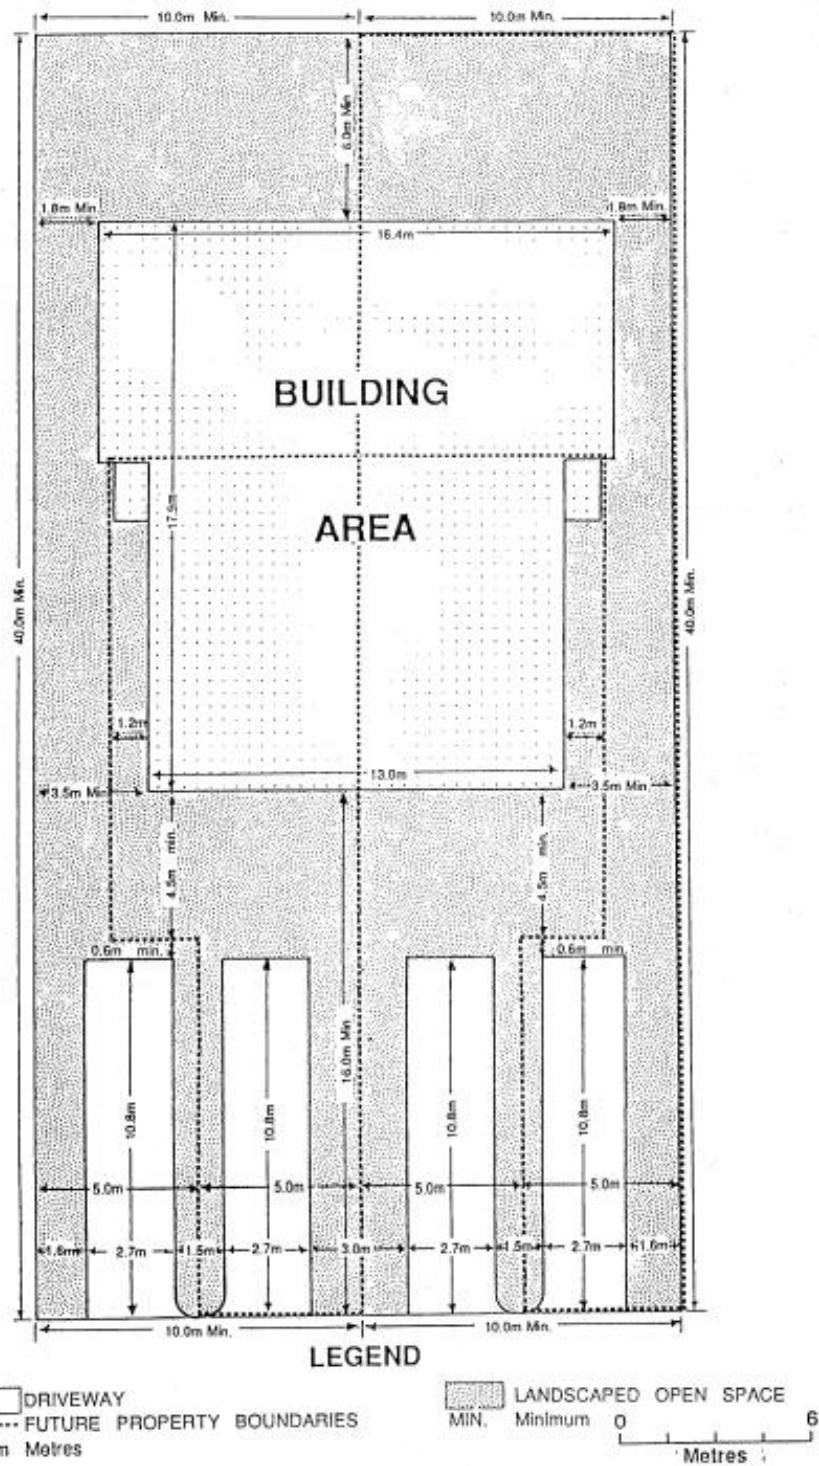 10.0m Min. 10.0m Min.
6.0m Min
1.8m Min. 1.8m Min.
16.4m
BUILDING
17.9m
AREA
40.0m Min. 40.0m Min.
1.2m 1.2m
13.0m
3.5m Min 3.5m Min
4.5m min. 4.5m min.
0.6m min. 0.6m min.
16.0m Min
10.8m 10.8m 10.8m 10.8m
5.0m 5.0m 5.0m 5.0m
1.6m 2.7m 1.5m 2.7m 3.0m 2.7m 1.5m 2.7m 1.6m
10.0m Min. 10.0m Min.
LEGEND
DRIVEWAY LANDSCAPED OPEN SPACE
FUTURE PROPERTY BOUNDARIES MIN. Minimum 0 6
m Metres Metres